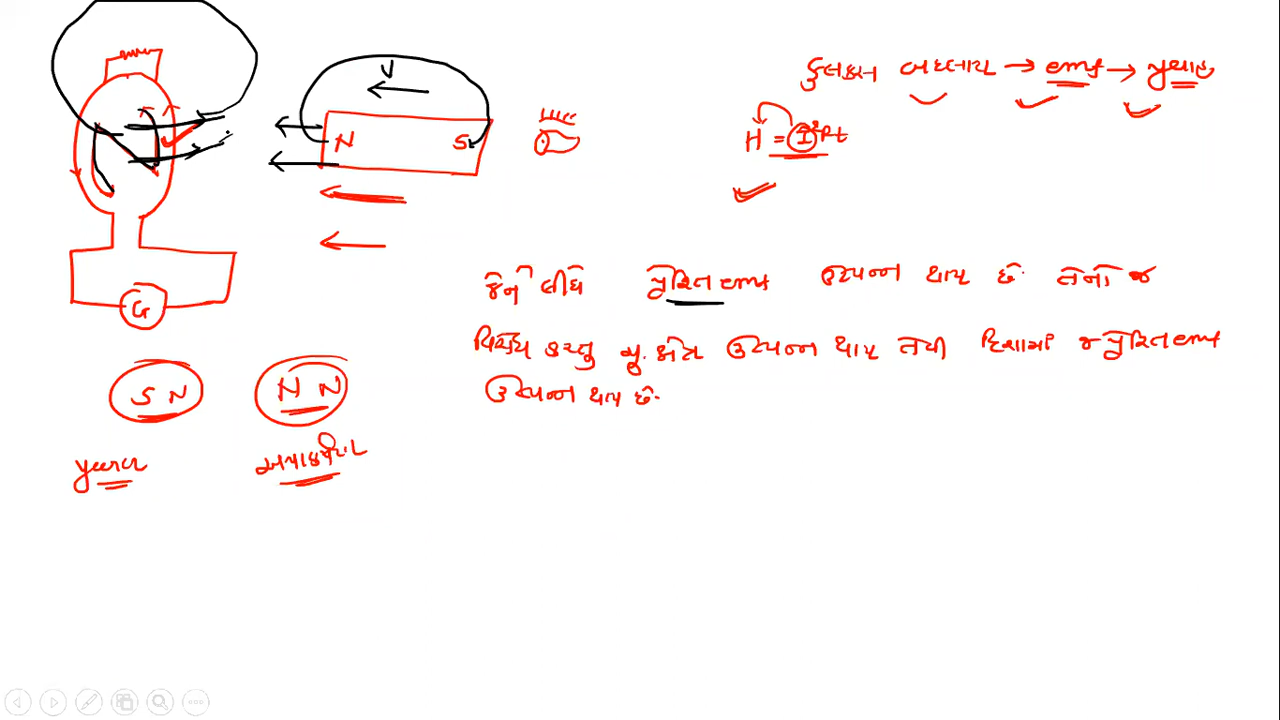 ફ્લક્સ બદલાય → emf → પ્રવાહ
V
N S
H = I²Rt
જેને લીધે પ્રેરિત emf ઉત્પન્ન થાય છે. તેનો જ
વિરોધ કરતુ ચુ. ક્ષેત્ર ઉત્પન્ન થાય તેવી દિશામાં જ પ્રેરિત emf
ઉત્પન્ન થાય છે.
G
S N N N
અપાકર્ષણ